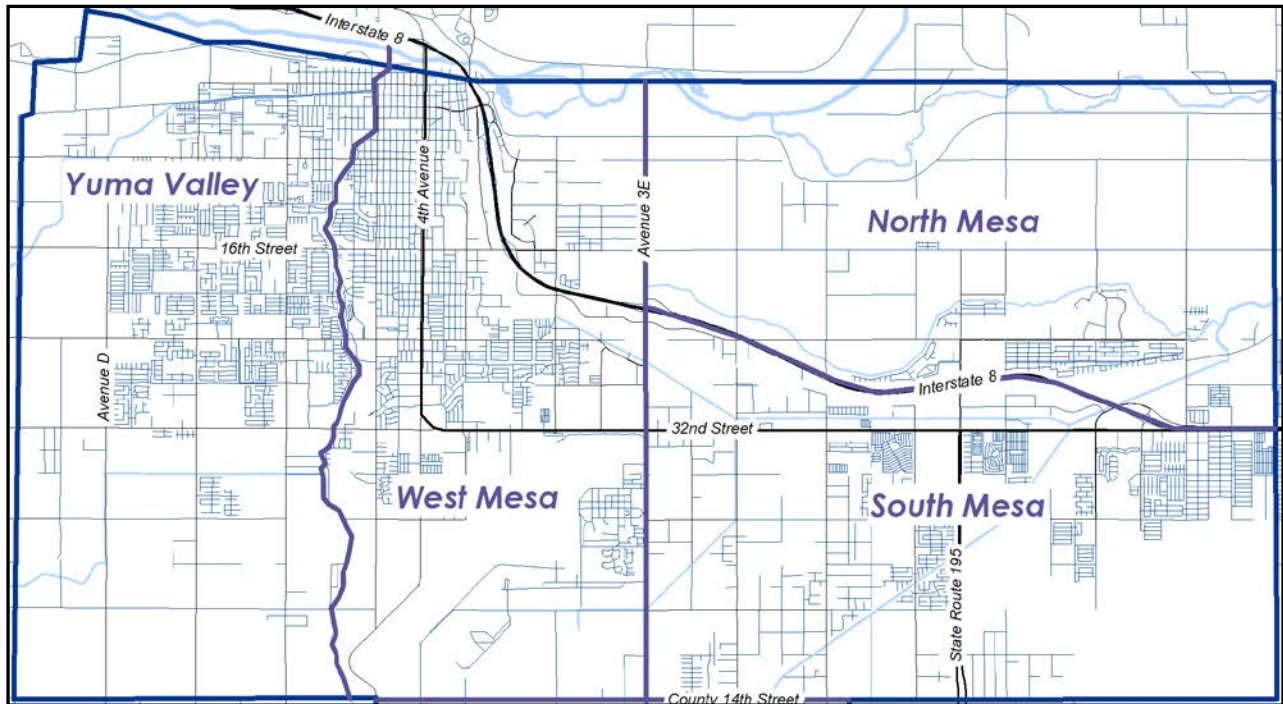 Interstate 8
Yuma Valley
4th Avenue
Avenue 3E
North Mesa
16th Street
Avenue D
Interstate 8
32nd Street
West Mesa
South Mesa
State Route 195
County 14th Street